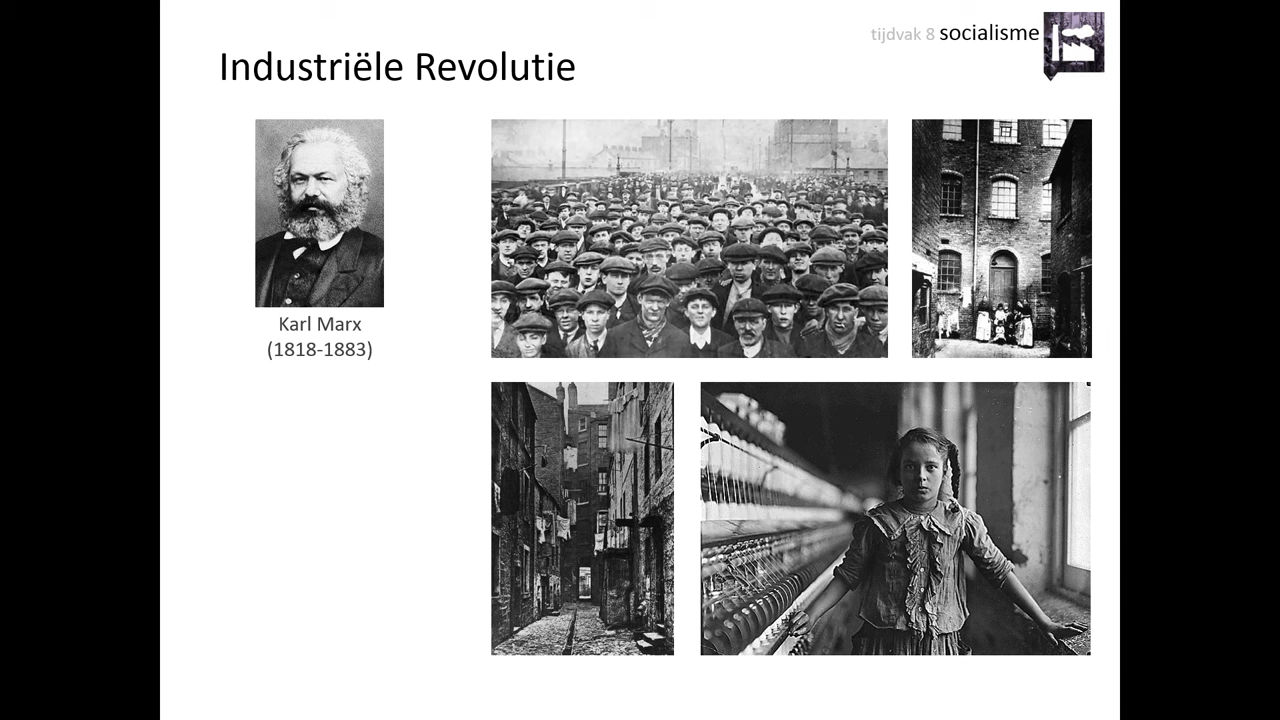 tijdvak 8 socialisme
Industriële Revolutie
Karl Marx
(1818-1883)